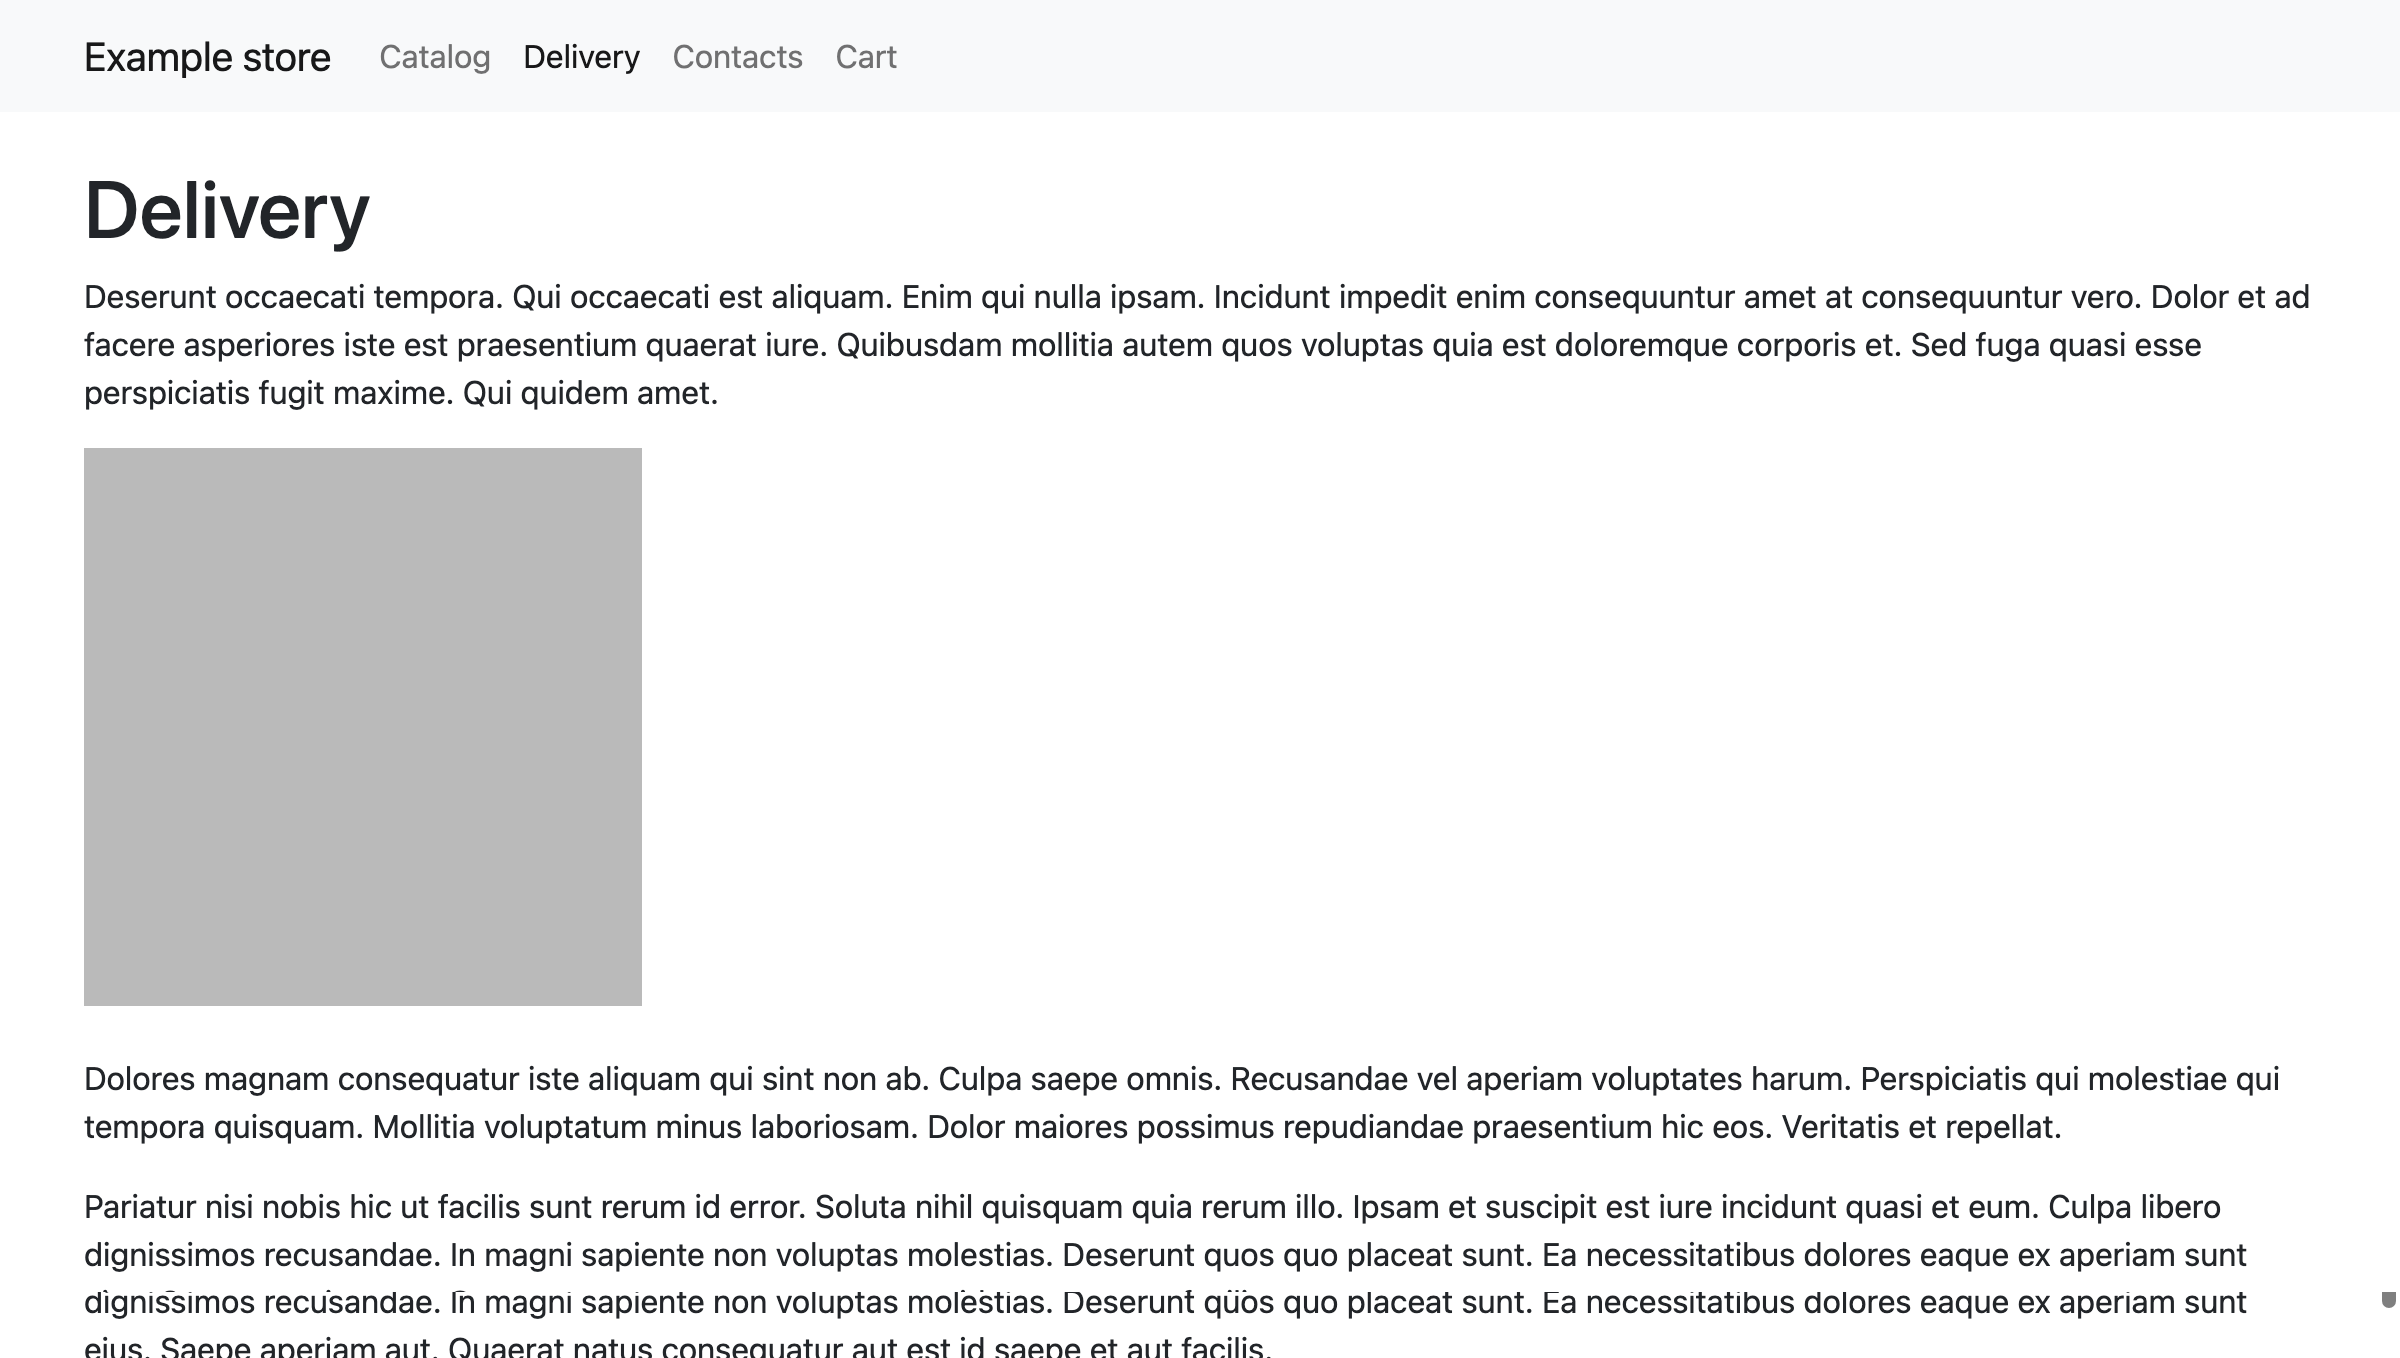 Example store Catalog Delivery Contacts Cart
Delivery
Deserunt occaecati tempora. Qui occaecati est aliquam. Enim qui nulla ipsam. Incidunt impedit enim consequuntur amet at consequuntur vero. Dolor et ad
facere asperiores iste est praesentium quaerat iure. Quibusdam mollitia autem quos voluptas quia est doloremque corporis et. Sed fuga quasi esse
perspiciatis fugit maxime. Qui quidem amet.
Dolores magnam consequatur iste aliquam qui sint non ab. Culpa saepe omnis. Recusandae vel aperiam voluptates harum. Perspiciatis qui molestiae qui
tempora quisquam. Mollitia voluptatum minus laboriosam. Dolor maiores possimus repudiandae praesentium hic eos. Veritatis et repellat.
Pariatur nisi nobis hic ut facilis sunt rerum id error. Soluta nihil quisquam quia rerum illo. Ipsam et suscipit est iure incidunt quasi et eum. Culpa libero
dignissimos recusandae. In magni sapiente non voluptas molestias. Deserunt quos quo placeat sunt. Ea necessitatibus dolores eaque ex aperiam sunt
dignissimos recusandae. In magni sapiente non voluptas molestias. Deserunt quos quo placeat sunt. Ea necessitatibus dolores eaque ex aperiam sunt
eius. Saepe aperiam aut. Quaerat natus consequatur aut est id saepe et aut facilis.